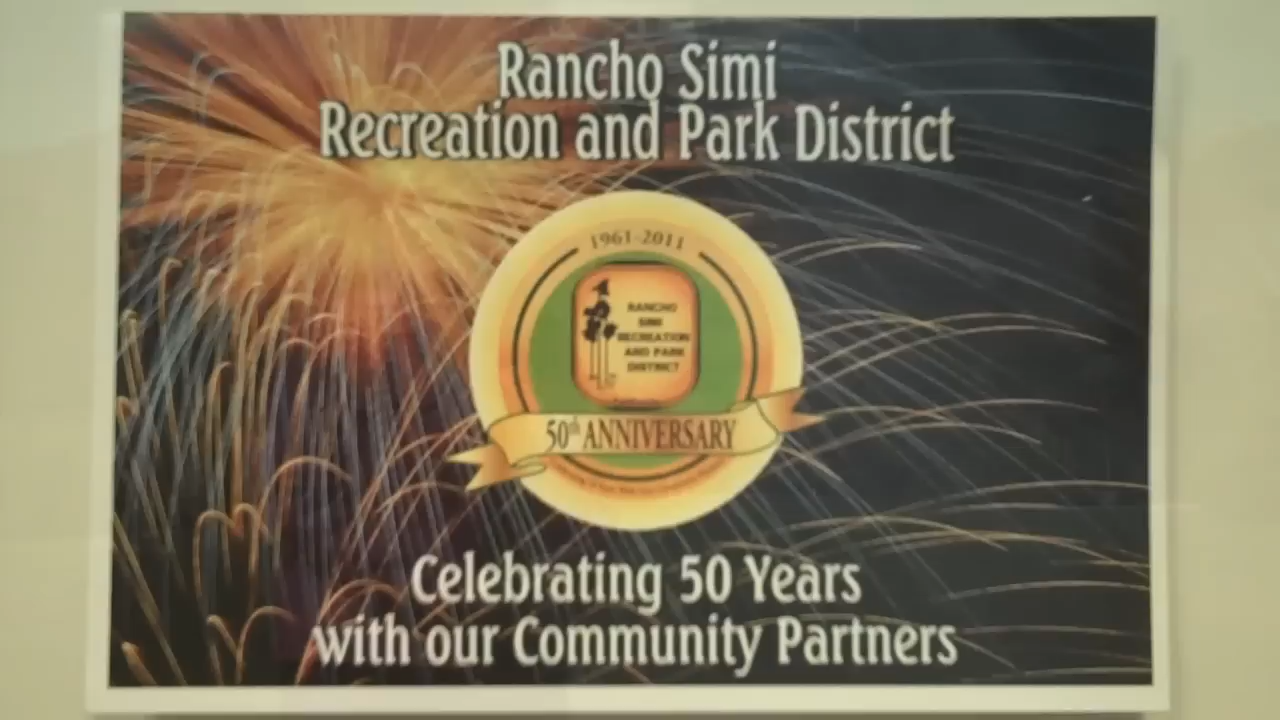 Rancho Simi
Recreation and Park District
1961-2011
RANCHO
SIMI
RECREATION
AND PARK
DISTRICT
50th ANNIVERSARY
Celebrating 50 Years
with our Community Partners